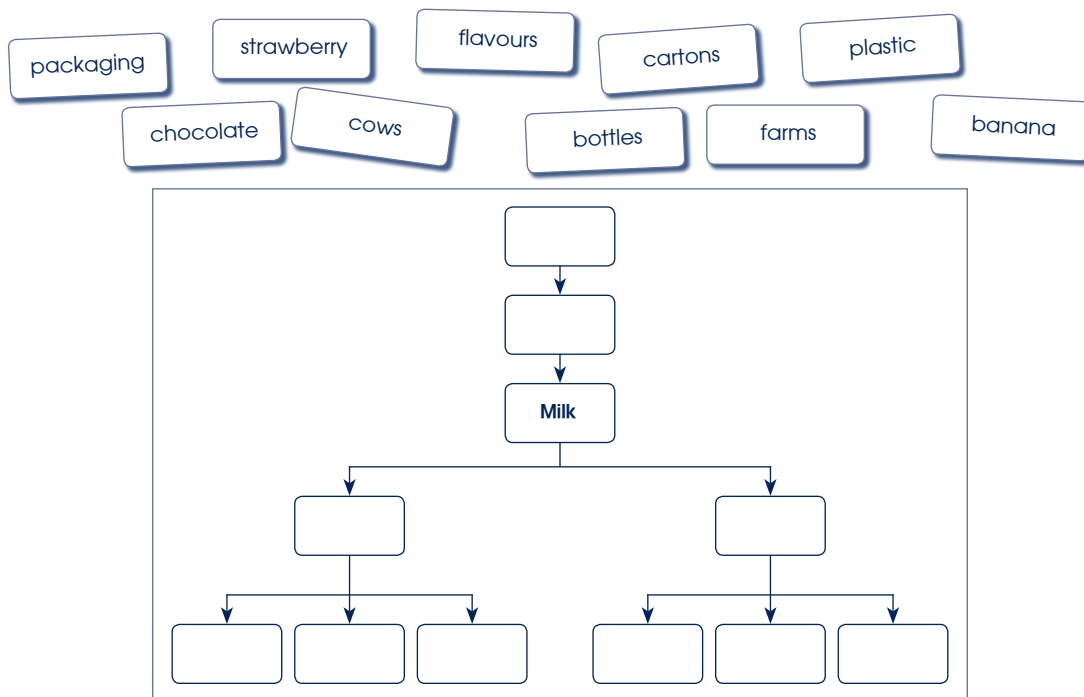 packaging
strawberry
flavours
cartons
plastic
chocolate
cows
bottles
farms
banana
Milk